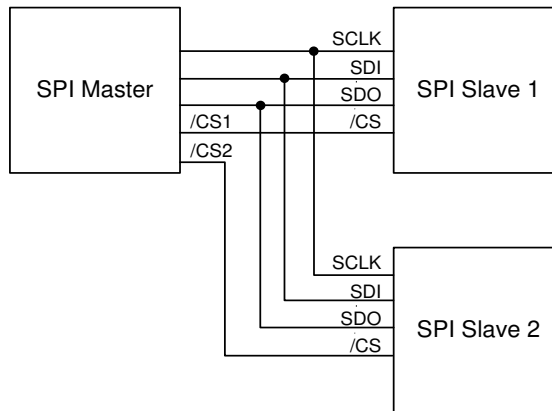 SPI Master
/CS1
/CS2
SCLK
SDI
SDO
/CS
SPI Slave 1
SCLK
SDI
SDO
/CS
SPI Slave 2